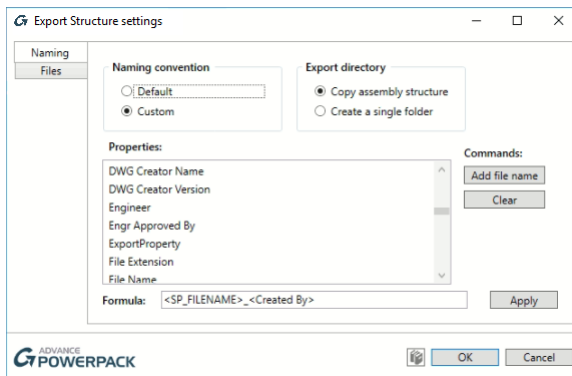 Export Structure settings
Naming
Files
Naming convention
Default
Custom
Export directory
Copy assembly structure
Create a single folder
Properties:
DWG Creator Name
DWG Creator Version
Engineer
Engr Approved By
ExportProperty
File Extension
File Name
Commands:
Add file name
Clear
Formula:
<SP_FILENAME>_<Created By>
Apply
ADVANCE
POWERPACK
OK
Cancel